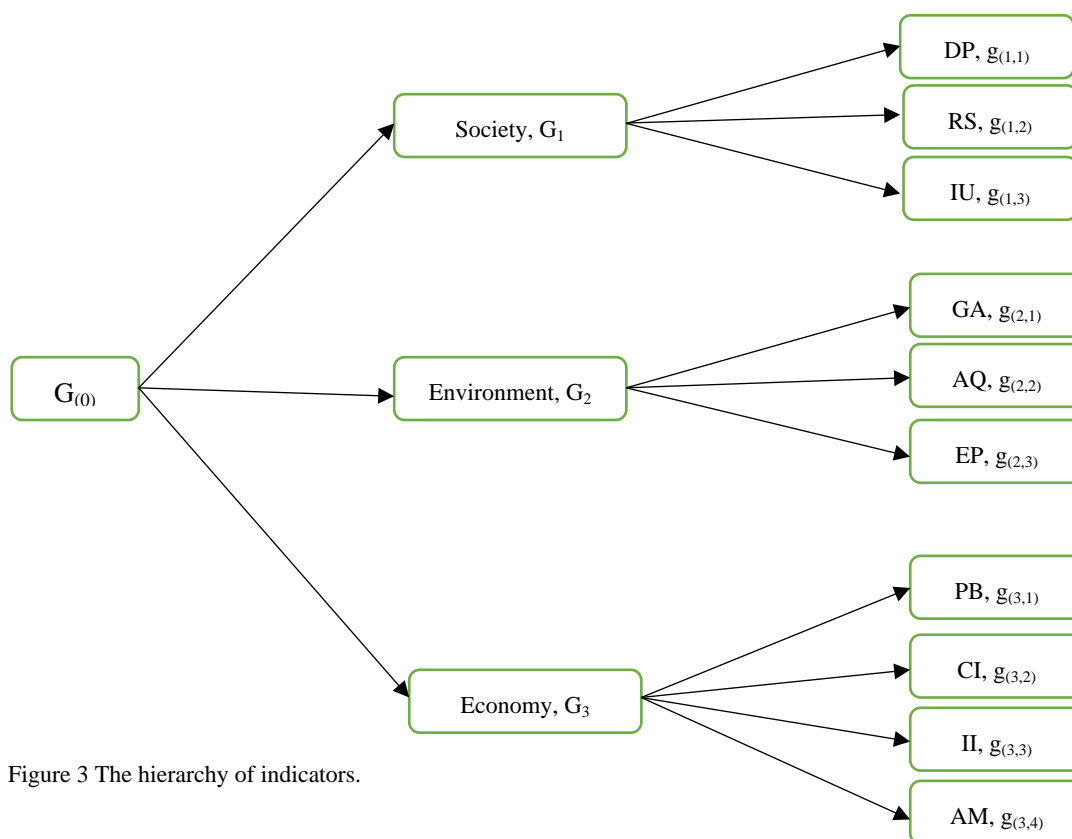 G(0)
Society, G1
DP, g(1,1)
RS, g(1,2)
IU, g(1,3)
Environment, G2
GA, g(2,1)
AQ, g(2,2)
EP, g(2,3)
Economy, G3
PB, g(3,1)
CI, g(3,2)
II, g(3,3)
AM, g(3,4)
Figure 3 The hierarchy of indicators.